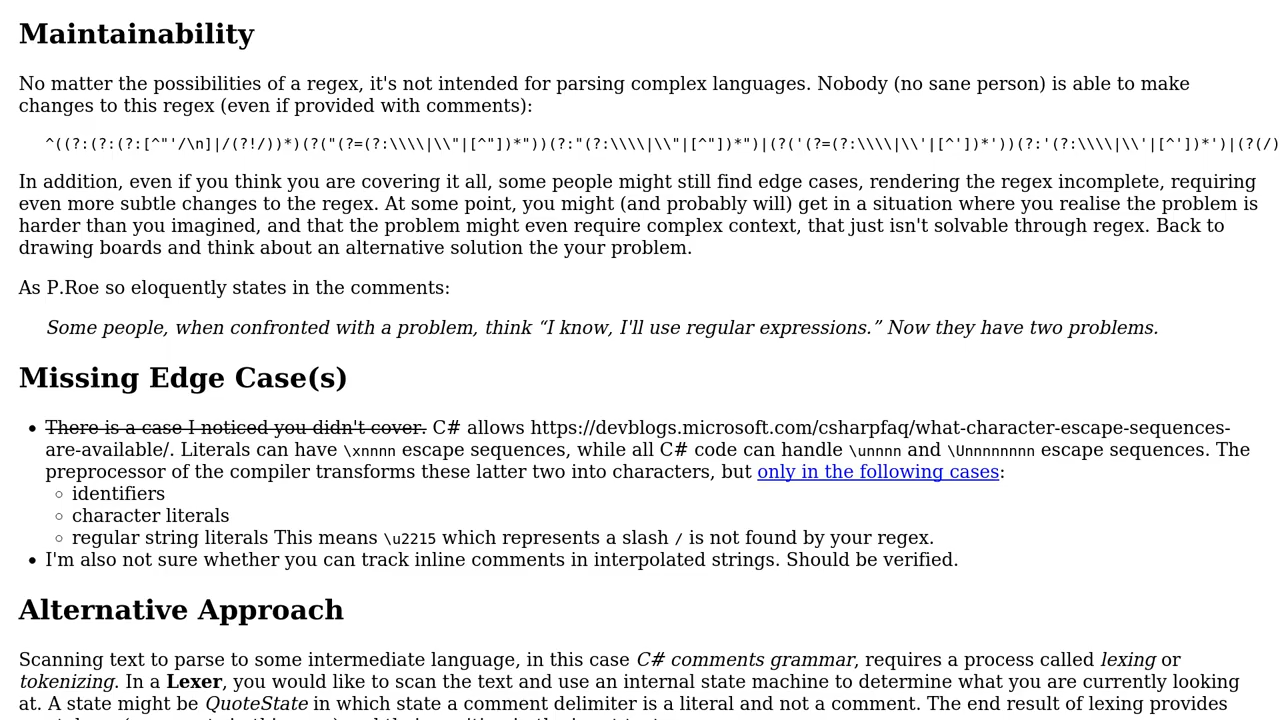 Maintainability
No matter the possibilities of a regex, it's not intended for parsing complex languages. Nobody (no sane person) is able to make
changes to this regex (even if provided with comments):
^((?:(?:(?:[^"'/\n]|/(?!/))*)(?("(?=(?:\\\\|\\"|[^"])*"))(?:"(?:\\\\|\\"|[^"])*")|(?('(?=(?:\\\\|\\'|[^'])*'))(?:'(?:\\\\|\\'|[^'])*')|(?(/)
In addition, even if you think you are covering it all, some people might still find edge cases, rendering the regex incomplete, requiring
even more subtle changes to the regex. At some point, you might (and probably will) get in a situation where you realise the problem is
harder than you imagined, and that the problem might even require complex context, that just isn't solvable through regex. Back to
drawing boards and think about an alternative solution the your problem.
As P.Roe so eloquently states in the comments:
Some people, when confronted with a problem, think “I know, I'll use regular expressions.” Now they have two problems.
Missing Edge Case(s)
• There is a case I noticed you didn't cover. C# allows https://devblogs.microsoft.com/csharpfaq/what-character-escape-sequences-
are-available/. Literals can have \xnnnn escape sequences, while all C# code can handle \unnnn and \Unnnnnnnn escape sequences. The
preprocessor of the compiler transforms these latter two into characters, but only in the following cases:
◦ identifiers
◦ character literals
◦ regular string literals This means \u2215 which represents a slash / is not found by your regex.
• I'm also not sure whether you can track inline comments in interpolated strings. Should be verified.
Alternative Approach
Scanning text to parse to some intermediate language, in this case C# comments grammar, requires a process called lexing or
tokenizing. In a Lexer, you would like to scan the text and use an internal state machine to determine what you are currently looking
at. A state might be QuoteState in which state a comment delimiter is a literal and not a comment. The end result of lexing provides